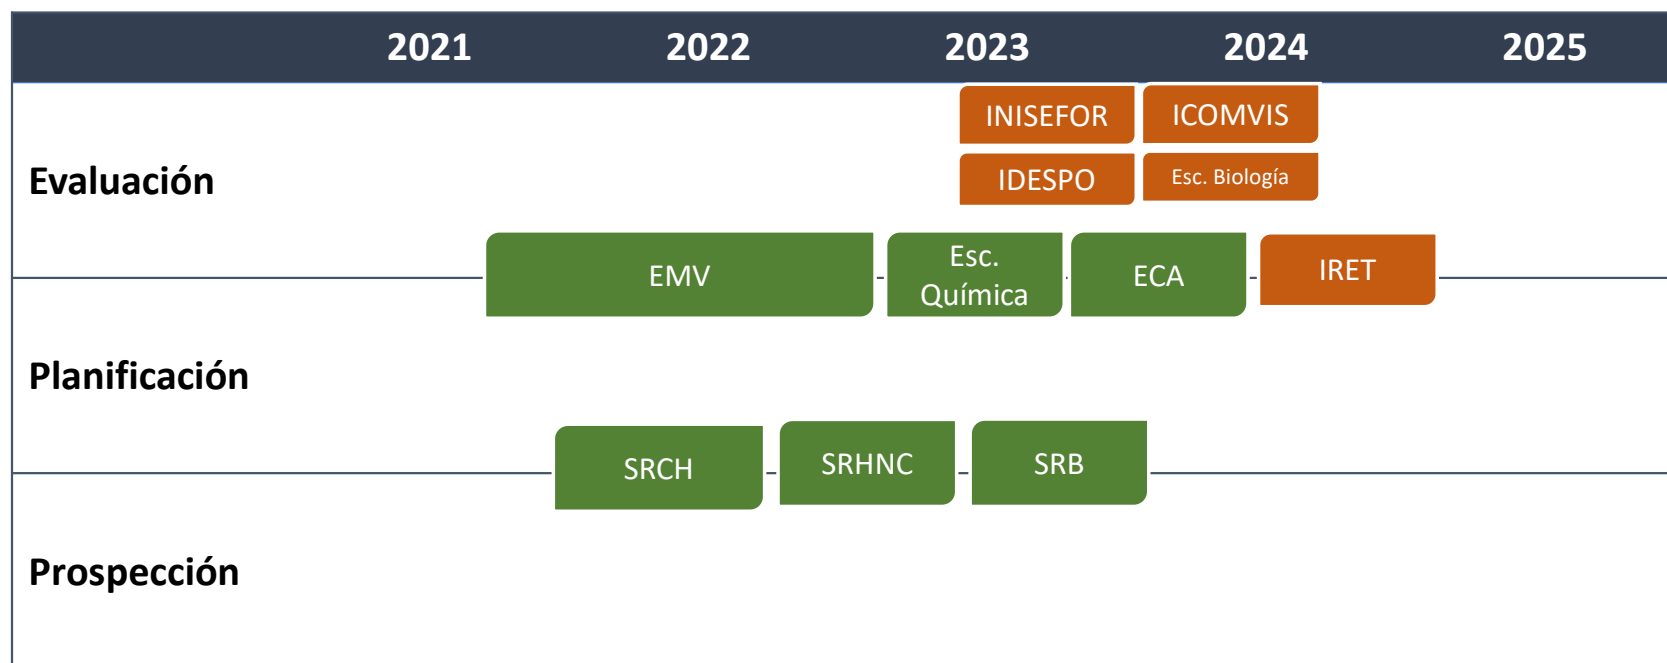 2021 2022 2023 2024 2025
INISEFOR ICOMVIS
Evaluación
IDESPO Esc. Biología
EMV
Esc.
Química
ECA
IRET
Planificación
SRCH SRHNC SRB
Prospección